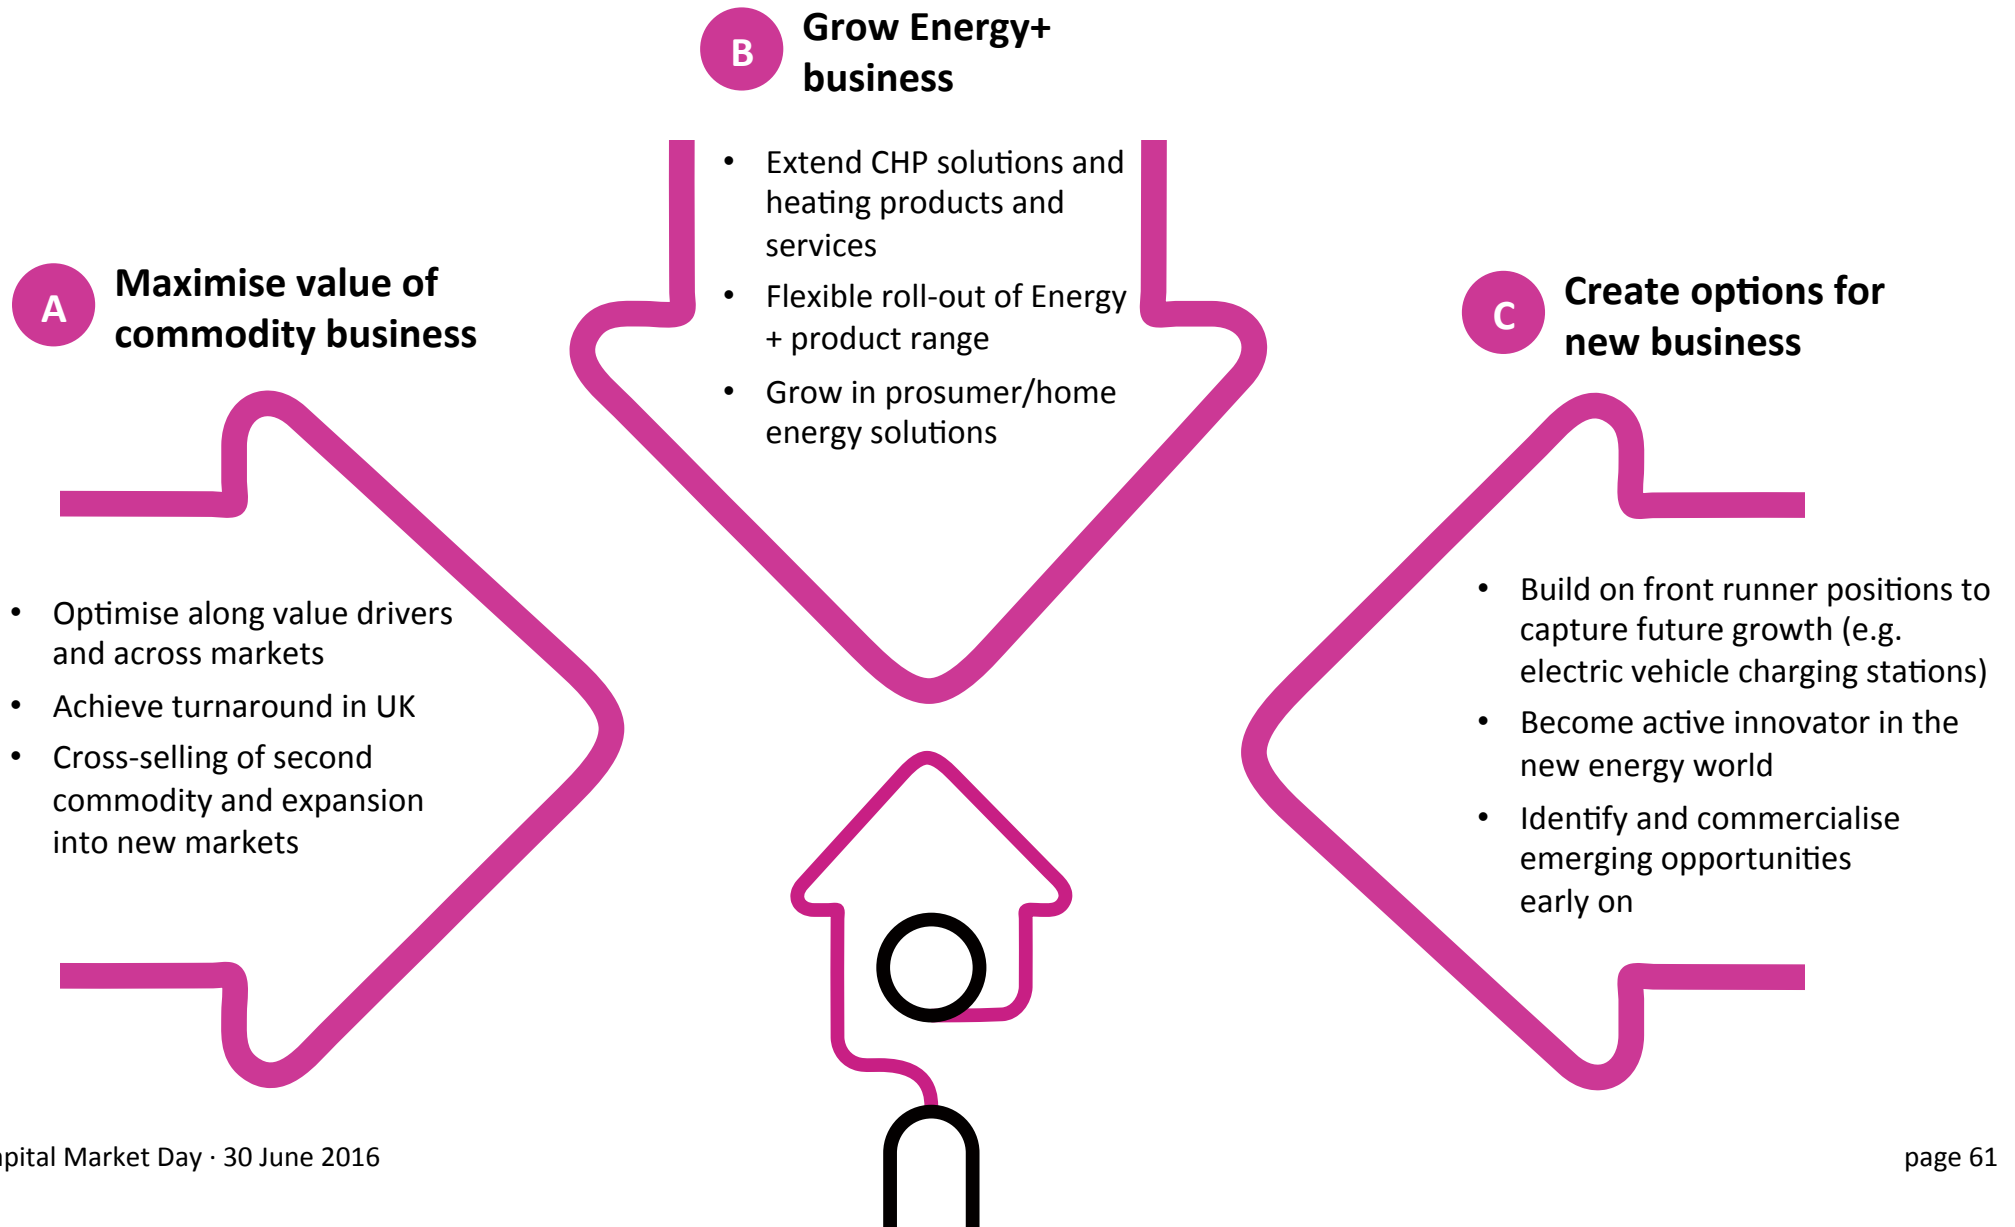 A
Maximise value of
commodity business
• Optimise along value drivers
and across markets
• Achieve turnaround in UK
• Cross-selling of second
commodity and expansion
into new markets
B
Grow Energy+
business
• Extend CHP solutions and
heating products and
services
• Flexible roll-out of Energy
+ product range
• Grow in prosumer/home
energy solutions
C
Create options for
new business
• Build on front runner positions to
capture future growth (e.g.
electric vehicle charging stations)
• Become active innovator in the
new energy world
• Identify and commercialise
emerging opportunities
early on
Market Day · 30 June 2016
page 61